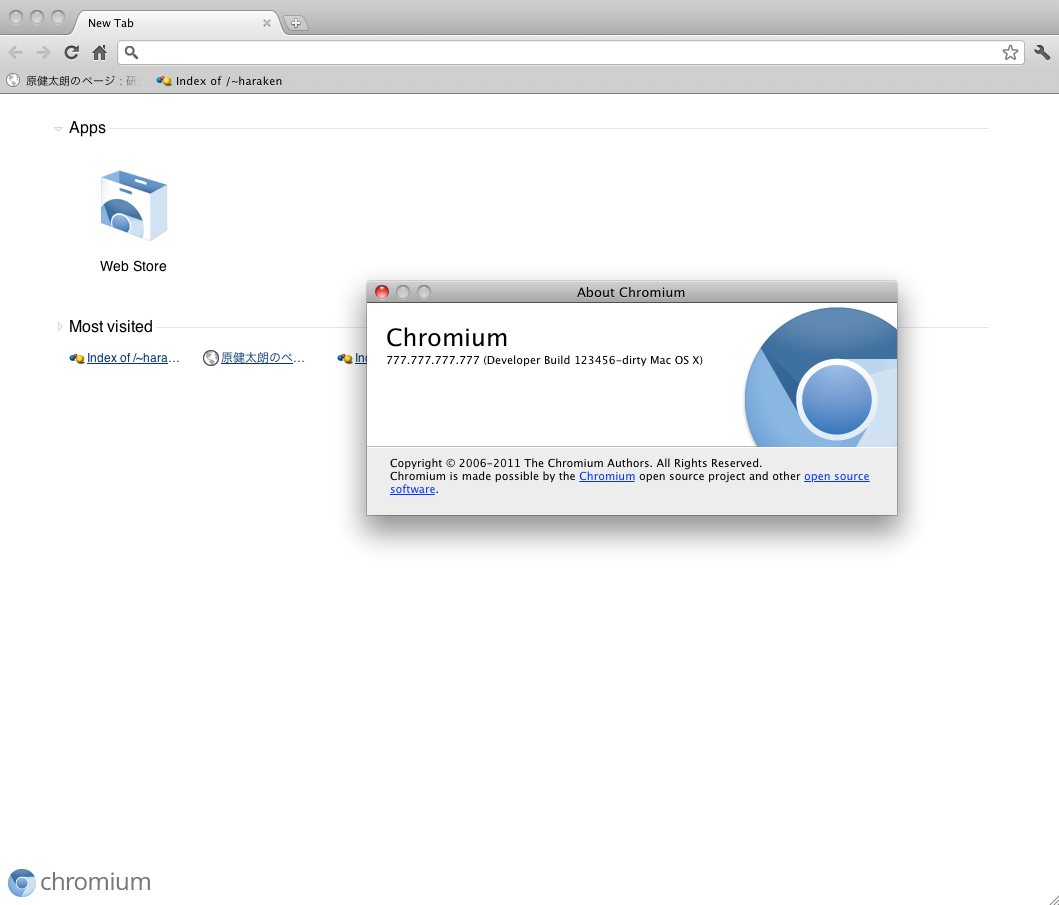 New Tab
原健太朗のページ : 研
Index of /~haraken
Apps
Web Store
About Chromium
Most visited
Chromium
Index of /~hara…
原健太朗のペ…
Ind
777.777.777.777 (Developer Build 123456-dirty Mac OS X)
Copyright © 2006-2011 The Chromium Authors. All Rights Reserved.
Chromium is made possible by the Chromium open source project and other open source
software.
chromium